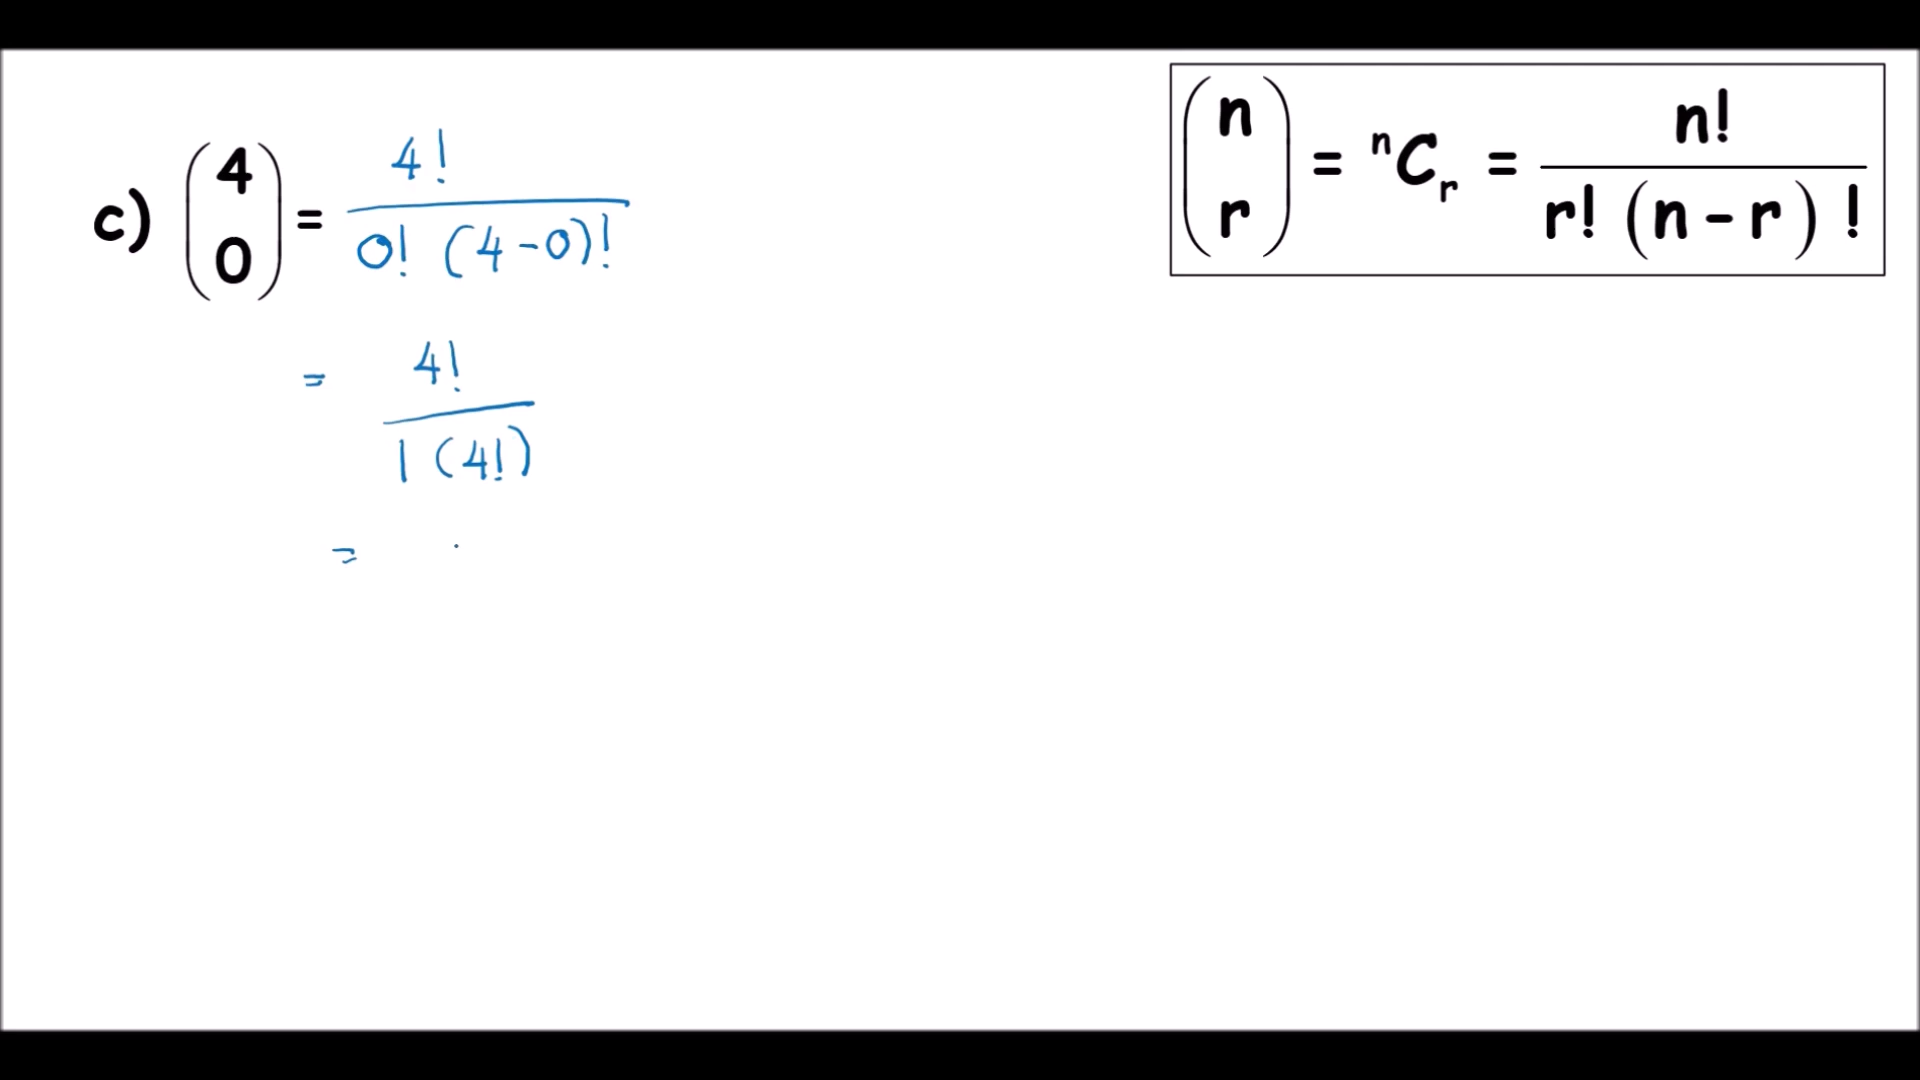 c) (4 0) = 4! / 0! (4-0)!
= 4! / 1 (4!)
=
(n r) = ⁿCᵣ = n! / r! (n - r) !